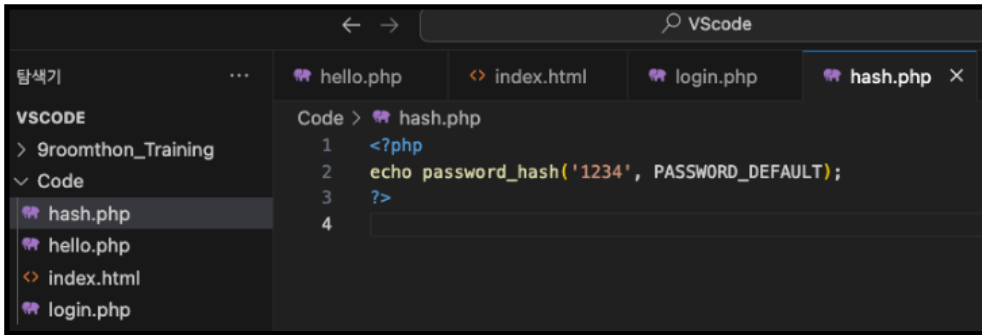 ← → VScode
탐색기 ···
hello.php index.html login.php hash.php ×
VSCODE
> 9roomthon_Training
Code
hash.php
hello.php
index.html
login.php
Code > hash.php
1 <?php
2 echo password_hash('1234', PASSWORD_DEFAULT);
3 ?>
4